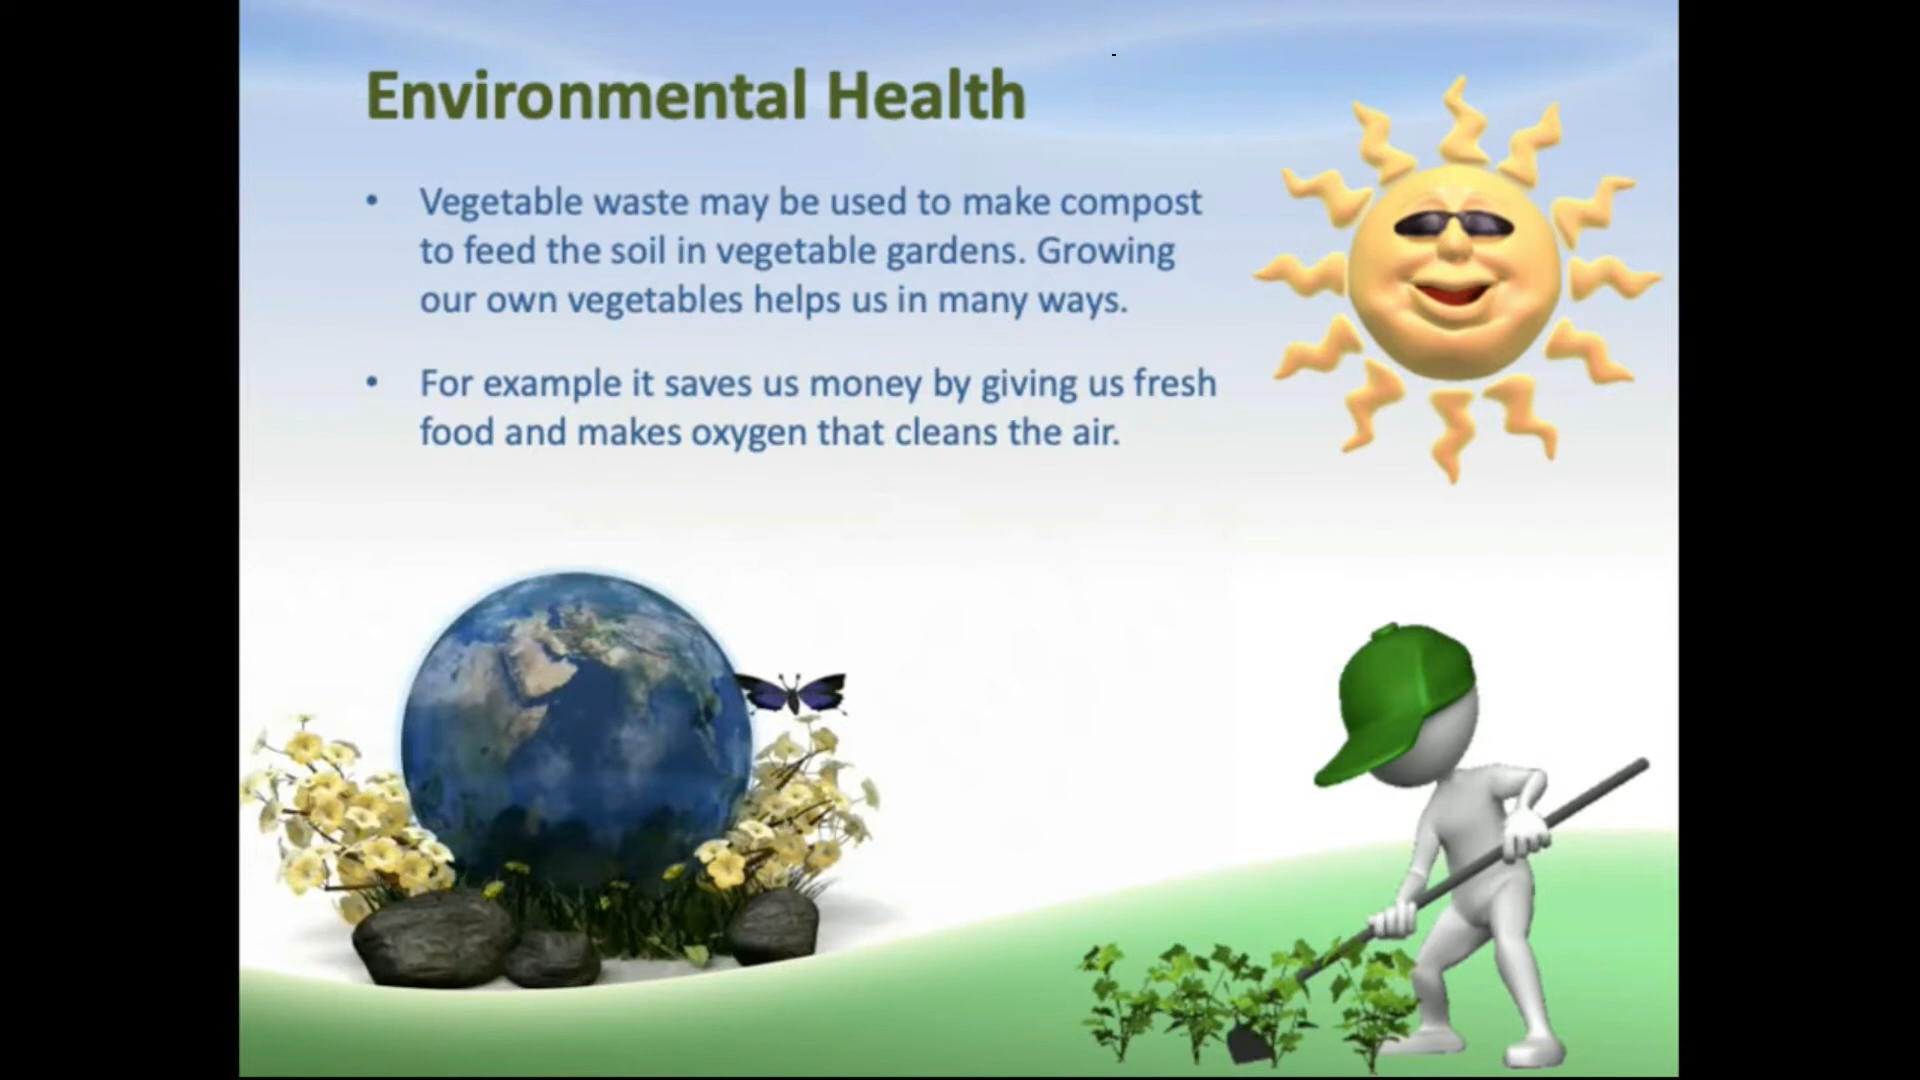 Environmental Health
• Vegetable waste may be used to make compost
to feed the soil in vegetable gardens. Growing
our own vegetables helps us in many ways.
• For example it saves us money by giving us fresh
food and makes oxygen that cleans the air.